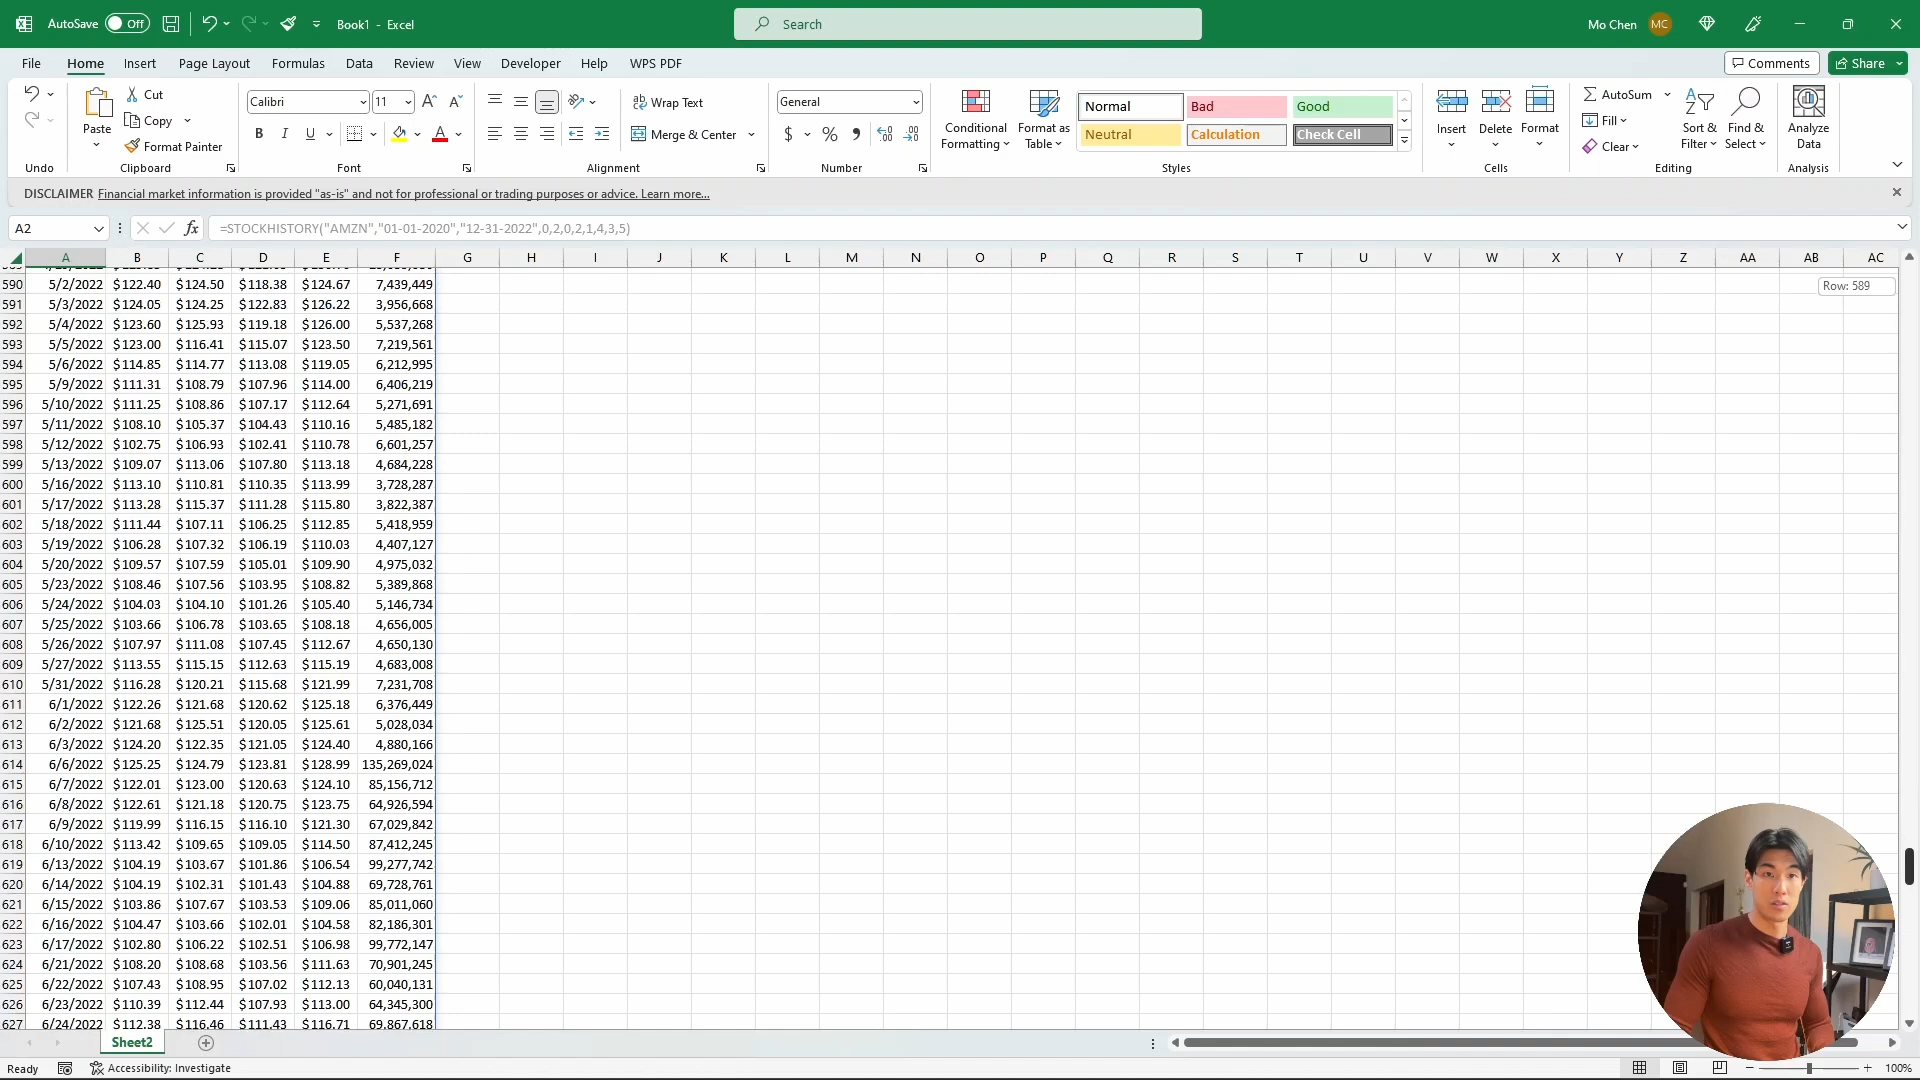 AutoSave Off Book1 - Excel Search Mo Chen MC
File Home Insert Page Layout Formulas Data Review View Developer Help WPS PDF Comments Share
Paste Cut Copy Format Painter Calibri 11 B I U A Wrap Text Merge & Center General $ % , Conditional Formatting Format as Table Normal Bad Good Neutral Calculation Check Cell Insert Delete Format AutoSum Fill Clear Sort & Filter Find & Select Analyze Data
Undo Clipboard Font Alignment Number Styles Cells Editing Analysis
DISCLAIMER Financial market information is provided "as-is" and not for professional or trading purposes or advice. Learn more...
A2 fx =STOCKHISTORY("AMZN","01-01-2020","12-31-2022",0,2,0,2,1,4,3,5)
A B C D E F G H I J K L M N O P Q R S T U V W X Y Z AA AB AC
590 5/2/2022 $122.40 $124.50 $118.38 $124.67 7,439,449 Row: 589
591 5/3/2022 $124.05 $124.25 $122.83 $126.22 3,956,668
592 5/4/2022 $123.60 $125.93 $119.18 $126.00 5,537,268
593 5/5/2022 $123.00 $116.41 $115.07 $123.50 7,219,561
594 5/6/2022 $114.85 $114.77 $113.08 $119.05 6,212,995
595 5/9/2022 $111.31 $108.79 $107.96 $114.00 6,406,219
596 5/10/2022 $111.25 $108.86 $107.17 $112.64 5,271,691
597 5/11/2022 $108.10 $105.37 $104.43 $110.16 5,485,182
598 5/12/2022 $102.75 $106.93 $102.41 $110.78 6,601,257
599 5/13/2022 $109.07 $113.06 $107.80 $113.18 4,684,228
600 5/16/2022 $113.10 $110.81 $110.35 $113.99 3,728,287
601 5/17/2022 $113.28 $115.37 $111.28 $115.80 3,822,387
602 5/18/2022 $111.44 $107.11 $106.25 $112.85 5,418,959
603 5/19/2022 $106.28 $107.32 $106.19 $110.03 4,407,127
604 5/20/2022 $109.57 $107.59 $105.01 $109.90 4,975,032
605 5/23/2022 $108.46 $107.56 $103.95 $108.82 5,389,868
606 5/24/2022 $104.03 $104.10 $101.26 $105.40 5,146,734
607 5/25/2022 $103.66 $106.78 $103.65 $108.18 4,656,005
608 5/26/2022 $107.97 $111.08 $107.45 $112.67 4,650,130
609 5/27/2022 $113.55 $115.15 $112.63 $115.19 4,683,008
610 5/31/2022 $116.28 $120.21 $115.68 $121.99 7,231,708
611 6/1/2022 $122.26 $121.68 $120.62 $125.18 6,376,449
612 6/2/2022 $121.68 $125.51 $120.05 $125.61 5,028,034
613 6/3/2022 $124.20 $122.35 $121.05 $124.40 4,880,166
614 6/6/2022 $125.25 $124.79 $123.81 $128.99 135,269,024
615 6/7/2022 $122.01 $123.00 $120.63 $124.10 85,156,712
616 6/8/2022 $122.61 $121.18 $120.75 $123.75 64,926,594
617 6/9/2022 $119.99 $116.15 $116.10 $121.30 67,029,842
618 6/10/2022 $113.42 $109.65 $109.05 $114.50 87,412,245
619 6/13/2022 $104.19 $103.67 $101.86 $106.54 99,277,742
620 6/14/2022 $104.19 $102.31 $101.43 $104.88 69,728,761
621 6/15/2022 $103.86 $107.67 $103.53 $109.06 85,011,060
622 6/16/2022 $104.47 $103.66 $102.01 $104.58 82,186,301
623 6/17/2022 $102.80 $106.22 $102.51 $106.98 99,772,147
624 6/21/2022 $108.20 $108.68 $103.56 $111.63 70,901,245
625 6/22/2022 $107.43 $108.95 $107.02 $112.13 60,040,131
626 6/23/2022 $110.39 $112.44 $107.93 $113.00 64,345,300
627 6/24/2022 $112.38 $116.46 $111.43 $116.71 69,867,618
Sheet2
Ready Accessibility: Investigate 100%